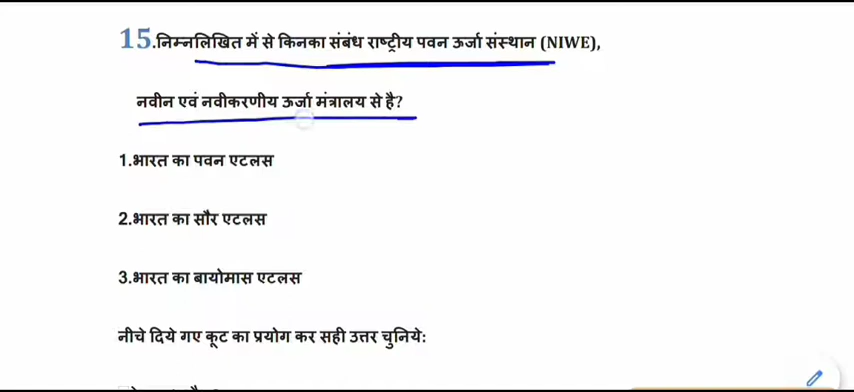 15.निम्नलिखित में से किनका संबंध राष्ट्रीय पवन ऊर्जा संस्थान (NIWE),
नवीन एवं नवीकरणीय ऊर्जा मंत्रालय से है?
1.भारत का पवन एटलस
2.भारत का सौर एटलस
3.भारत का बायोमास एटलस
नीचे दिये गए कूट का प्रयोग कर सही उत्तर चुनिये: